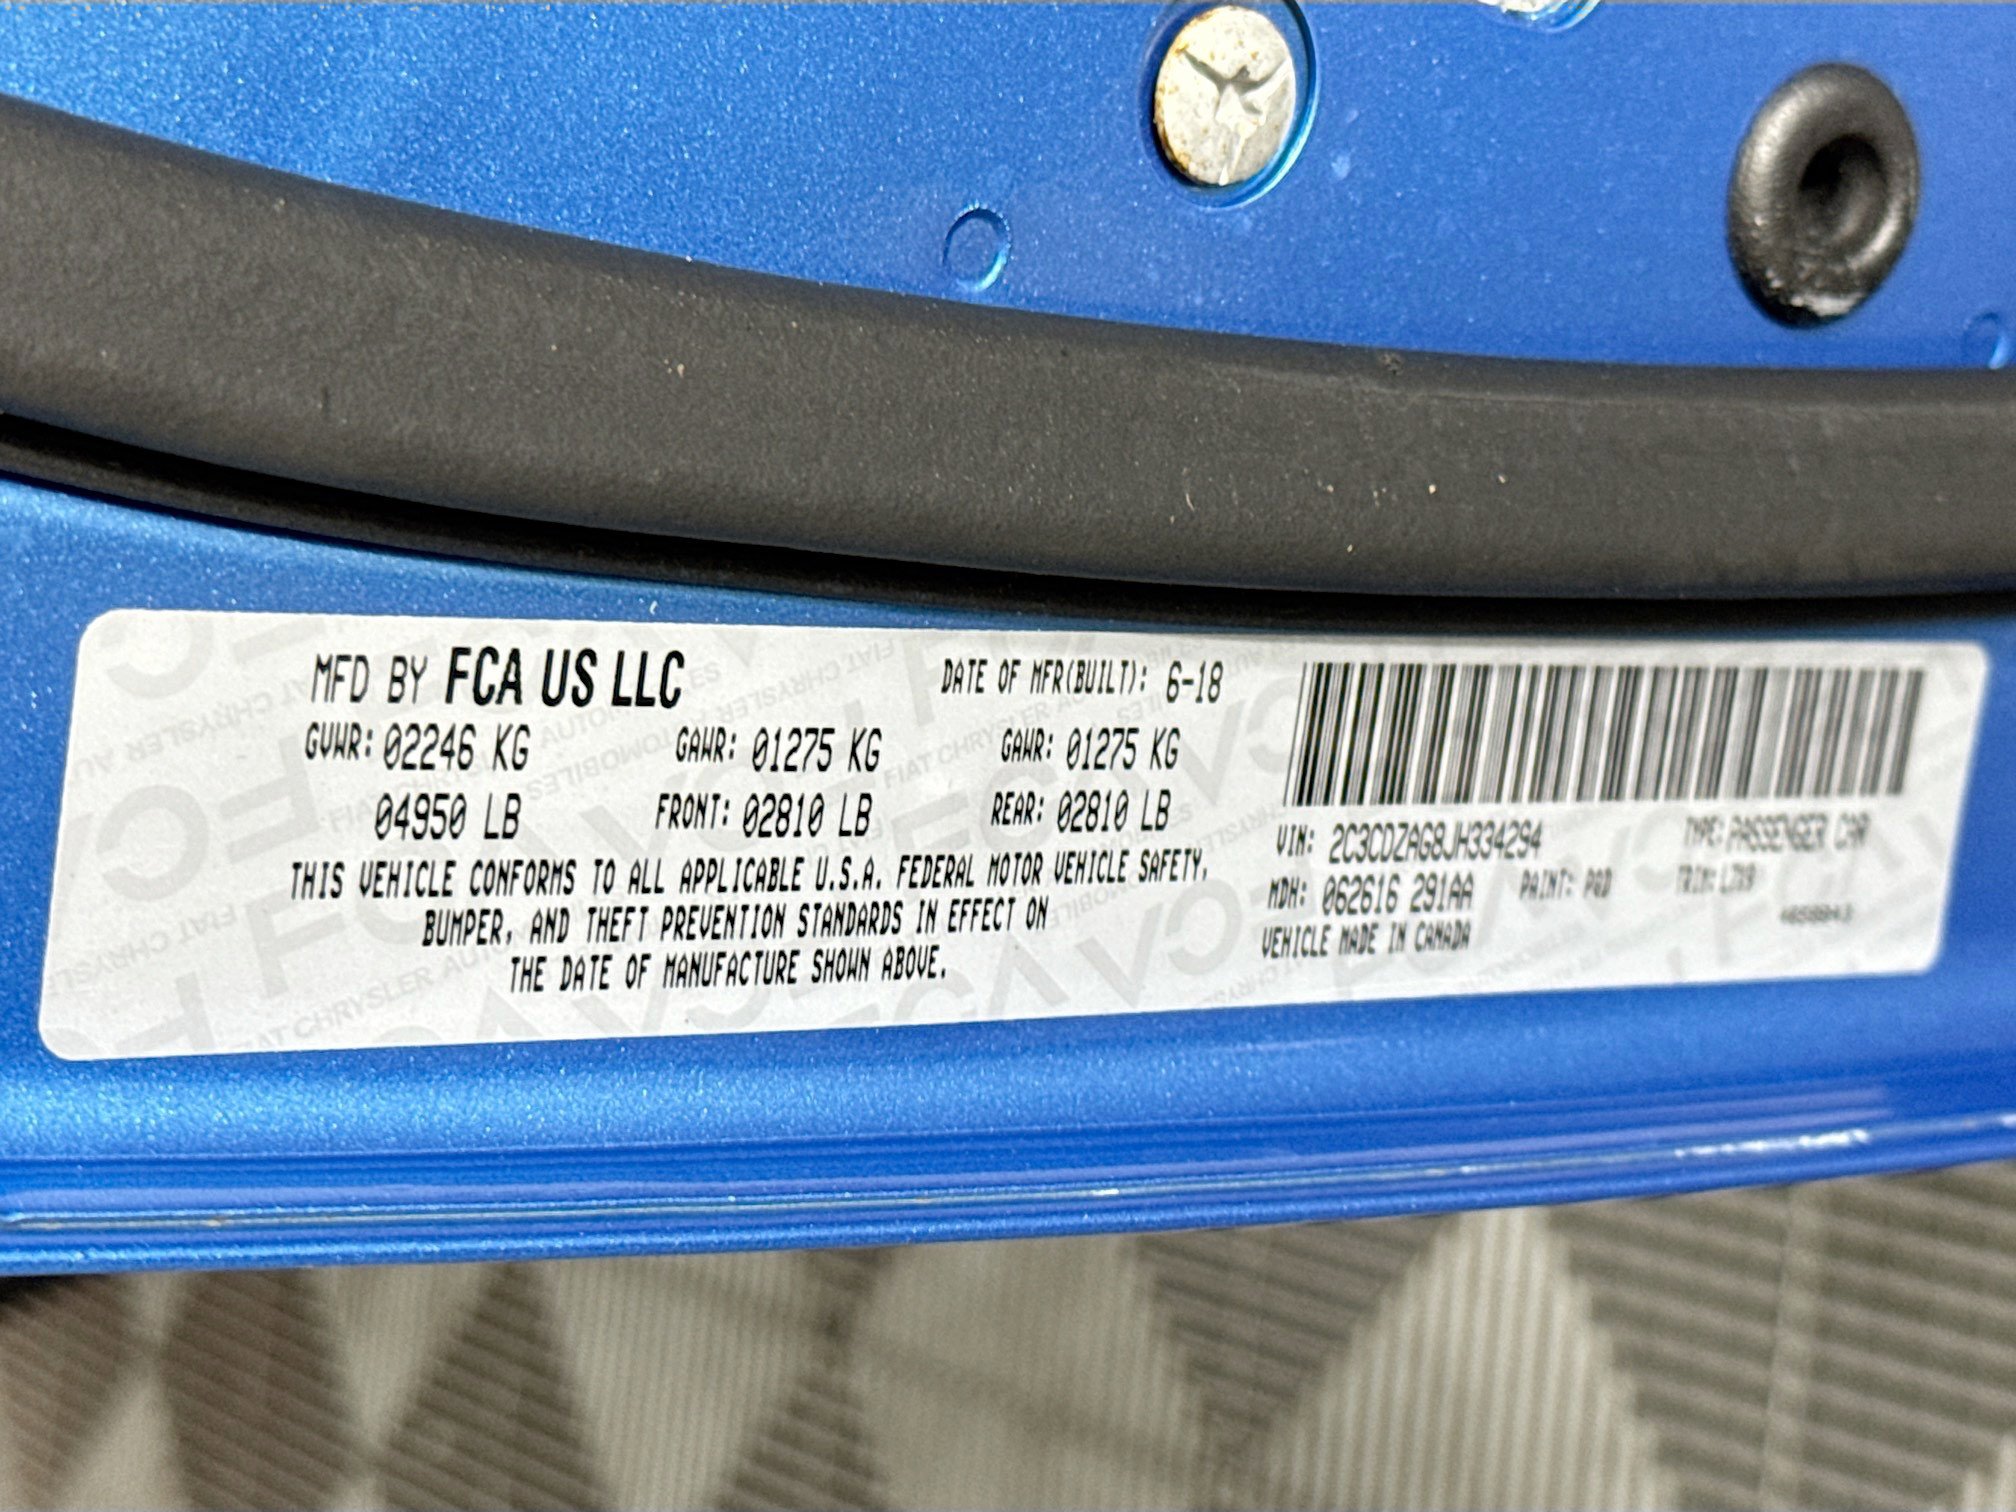 MFD BY FCA US LLC
DATE OF MFR(BUILT): 6-18
GVWR: 02246 KG
GAWR: 01275 KG
GAWR: 01275 KG
04950 LB
FRONT: 02810 LB
REAR: 02810 LB
THIS VEHICLE CONFORMS TO ALL APPLICABLE U.S.A. FEDERAL MOTOR VEHICLE SAFETY,
BUMPER, AND THEFT PREVENTION STANDARDS IN EFFECT ON
THE DATE OF MANUFACTURE SHOWN ABOVE.
VIN: 2C3CDZAG8JH334294
TYPE: PASSENGER CAR
MDH: 062616 291AA
PAINT:
TRIM:
VEHICLE MADE IN CANADA